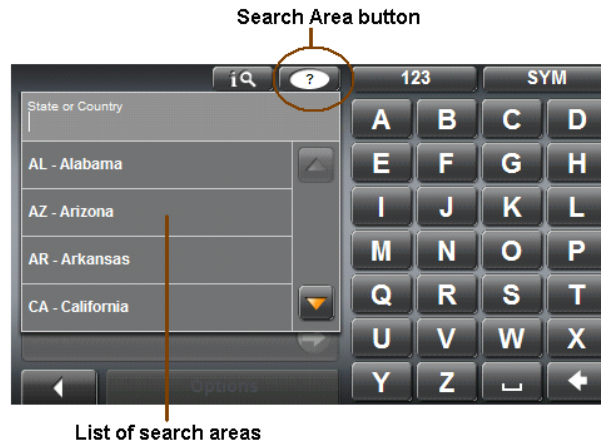 Search Area button
i ?
123 SYM
State or Country
A B C D
AL - Alabama
E F G H
AZ - Arizona
I J K L
AR - Arkansas
M N O P
CA - California
Q R S T
U V W X
Options
Y Z
List of search areas